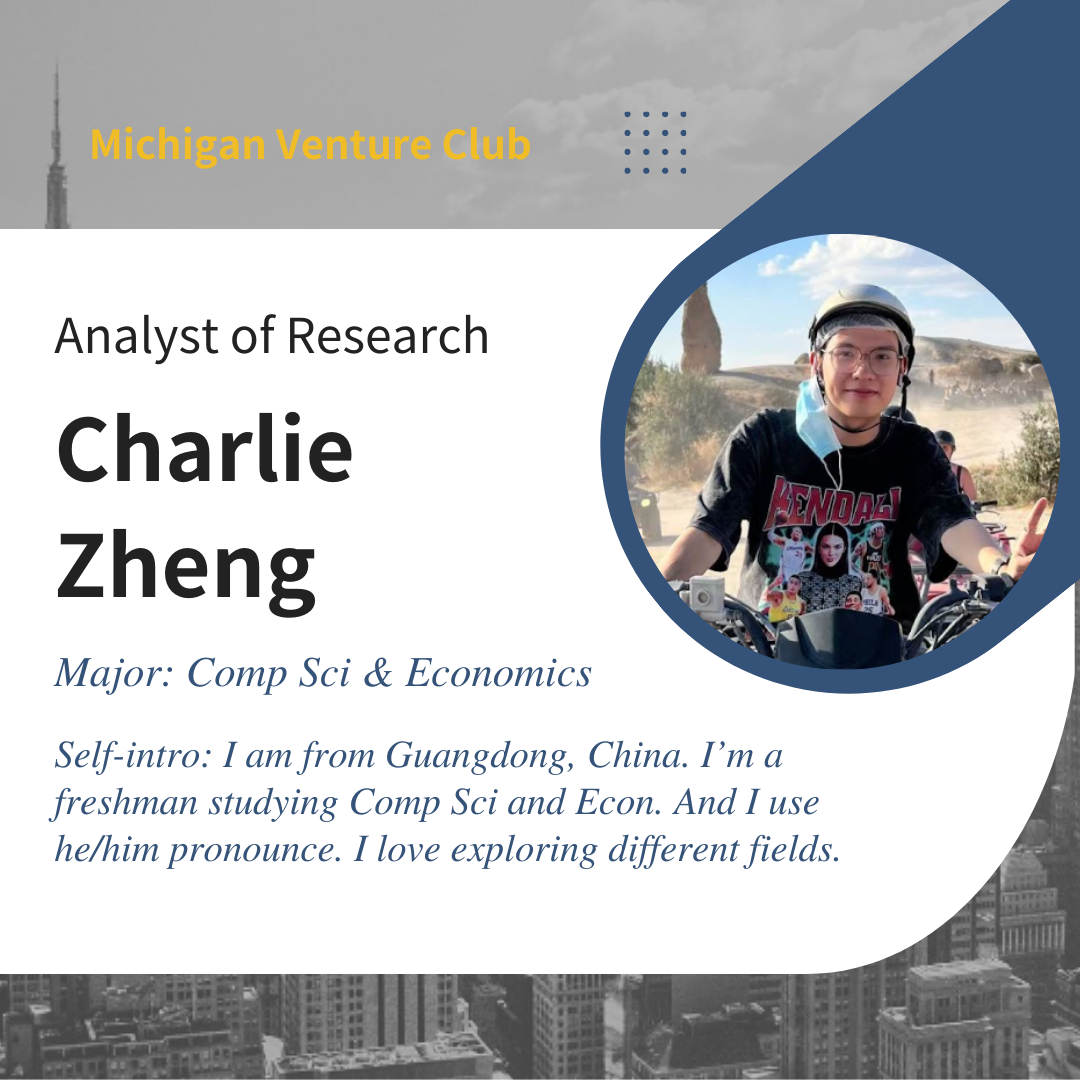 Michigan Venture Club
Analyst of Research
Charlie
Zheng
Major: Comp Sci & Economics
Self-intro: I am from Guangdong, China. I’m a
freshman studying Comp Sci and Econ. And I use
he/him pronounce. I love exploring different fields.
KENDALL